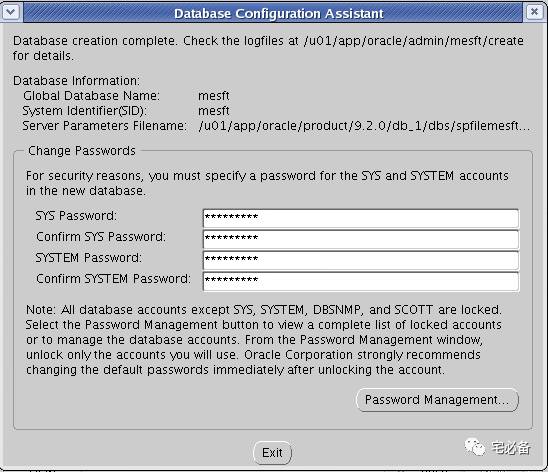 Database Configuration Assistant
Database creation complete. Check the logfiles at /u01/app/oracle/admin/mesft/create
for details.
Database Information:
Global Database Name: mesft
System Identifier(SID): mesft
Server Parameters Filename: /u01/app/oracle/product/9.2.0/db_1/dbs/spfilemesft...
Change Passwords
For security reasons, you must specify a password for the SYS and SYSTEM accounts
in the new database.
SYS Password: *********
Confirm SYS Password: *********
SYSTEM Password: *********
Confirm SYSTEM Password: *********
Note: All database accounts except SYS, SYSTEM, DBSNMP, and SCOTT are locked.
Select the Password Management button to view a complete list of locked accounts
or to manage the database accounts. From the Password Management window,
unlock only the accounts you will use. Oracle Corporation strongly recommends
changing the default passwords immediately after unlocking the account.
Password Management...
Exit
宅必备